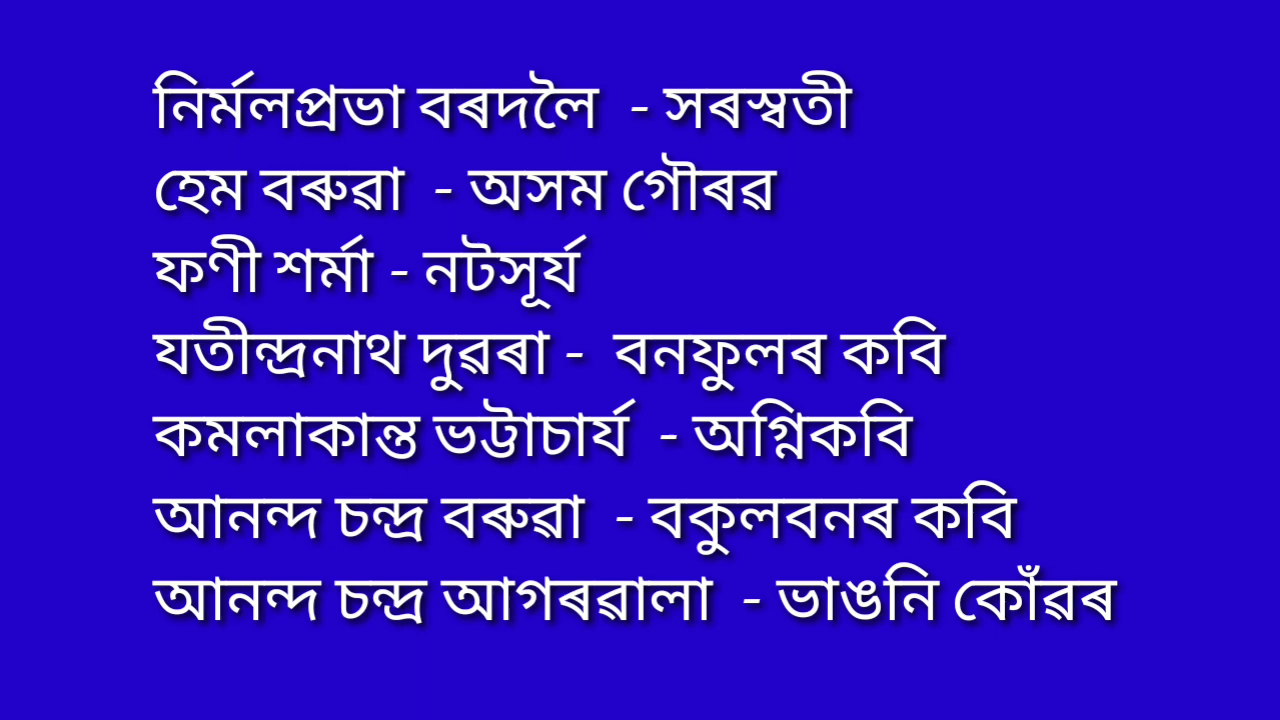 নিৰ্মলপ্ৰভা বৰদলৈ - সৰস্বতী
হেম বৰুৱা - অসম গৌৰৱ
ফণী শৰ্মা - নটসূৰ্য
যতীন্দ্ৰনাথ দুৱৰা - বনফুলৰ কবি
কমলাকান্ত ভট্টাচাৰ্য - অগ্নিকবি
আনন্দ চন্দ্ৰ বৰুৱা - বকুলবনৰ কবি
আনন্দ চন্দ্ৰ আগৰৱালা - ভাঙনি কোঁৱৰ